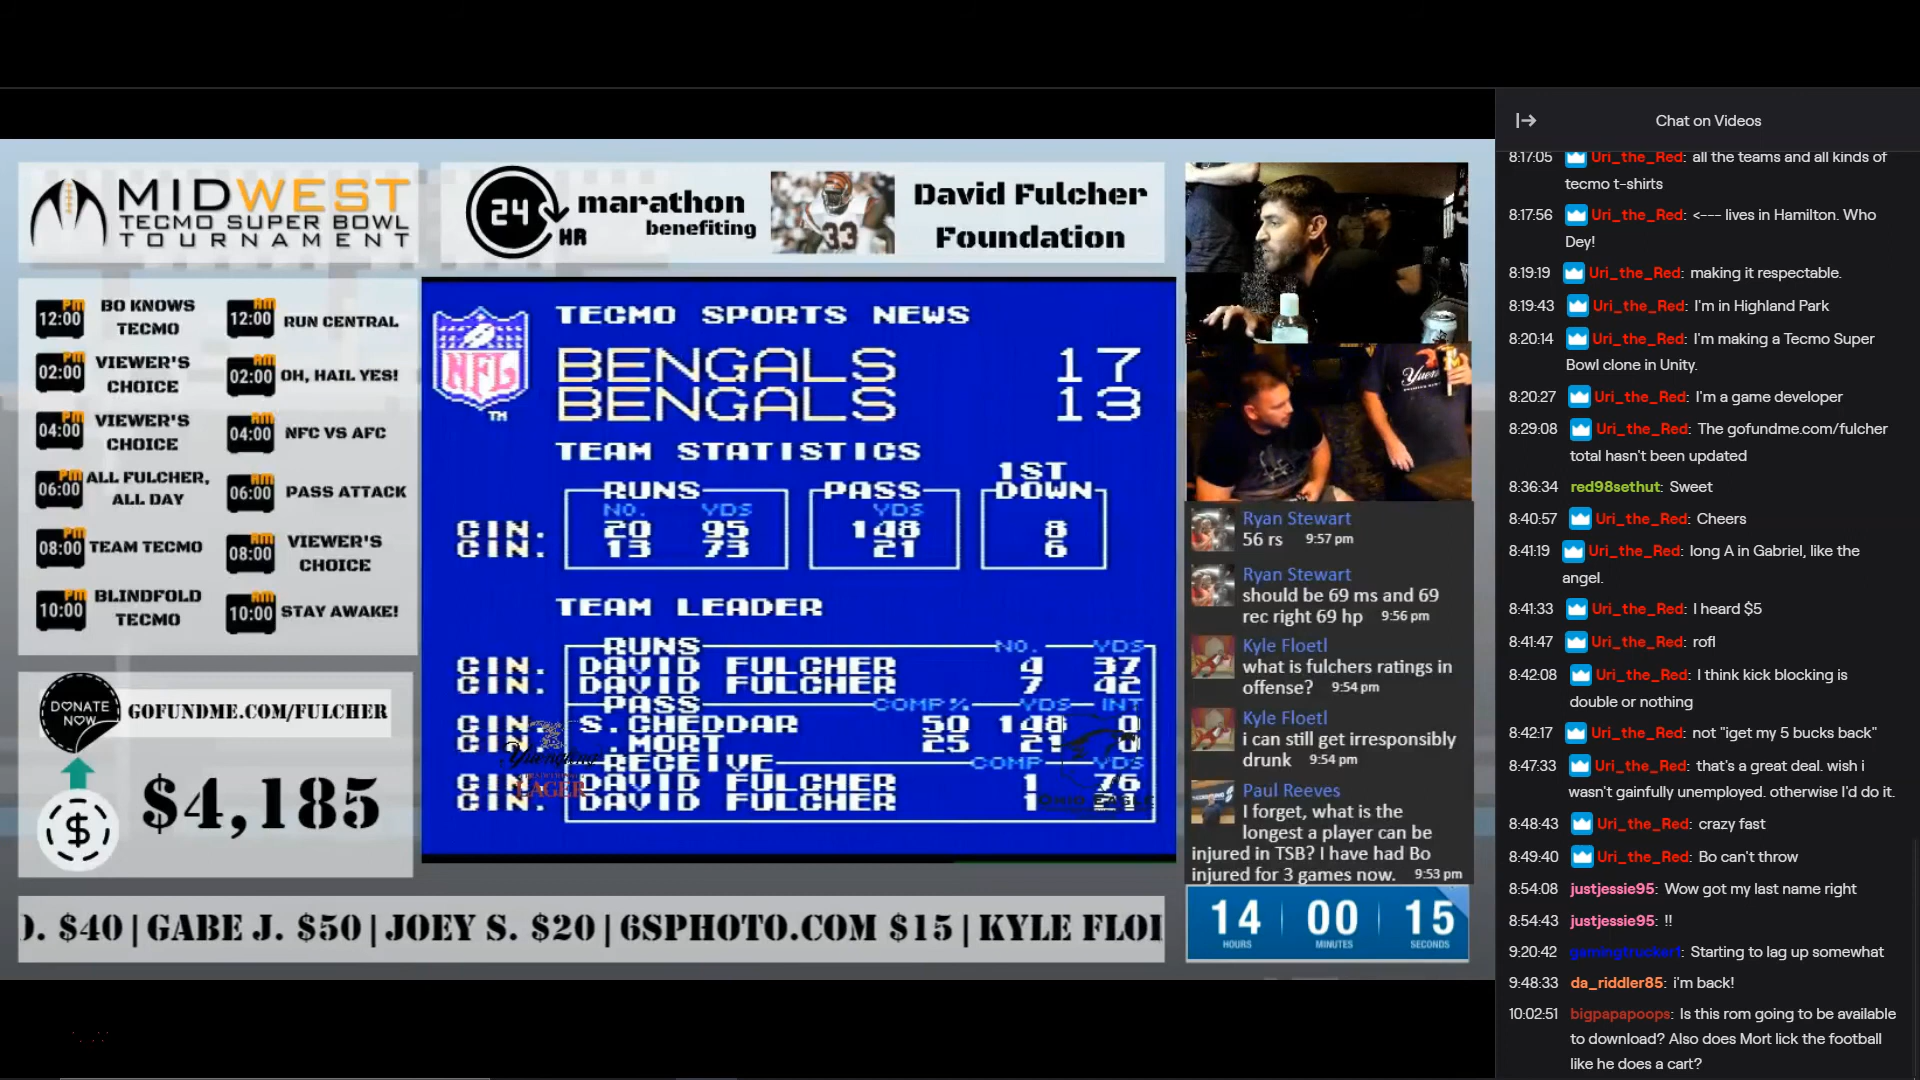 Chat on Videos
MIDWEST
TECMO SUPER BOWL
TOURNAMENT
24
HR
marathon
benefiting
33
David Fulcher
Foundation
PM
12:00
BO KNOWS
TECMO
AM
12:00
RUN CENTRAL
PM
02:00
VIEWER'S
CHOICE
AM
02:00
OH, HAIL YES!
PM
04:00
VIEWER'S
CHOICE
AM
04:00
NFC VS AFC
PM
06:00
ALL FULCHER,
ALL DAY
AM
06:00
PASS ATTACK
PM
08:00
TEAM TECMO
AM
08:00
VIEWER'S
CHOICE
PM
10:00
BLINDFOLD
TECMO
AM
10:00
STAY AWAKE!
DONATE
NOW
GOFUNDME.COM/FULCHER
$
$4,185
NFL
TM
TECMO SPORTS NEWS
BENGALS 17
BENGALS 13
TEAM STATISTICS
RUNS PASS 1ST DOWN
NO. YDS YDS
CIN. 20 95 148 8
CIN. 13 73 21 6
TEAM LEADER
RUNS NO. YDS
CIN. DAVID FULCHER 4 37
CIN. DAVID FULCHER 7 42
PASS COMP% YDS INT
CIN. S.CHEDDAR 50 148 0
CIN. .MORT 25 21 0
RECEIVE COMP YDS
CIN. DAVID FULCHER 1 76
CIN. DAVID FULCHER 1
Yuengling
LAGER
OHIO EAGLE
Ryan Stewart
56 rs 9:57 pm
Ryan Stewart
should be 69 ms and 69
rec right 69 hp 9:56 pm
Kyle Floetl
what is fulchers ratings in
offense? 9:54 pm
Kyle Floetl
i can still get irresponsibly
drunk 9:54 pm
Paul Reeves
I forget, what is the
longest a player can be
injured in TSB? I have had Bo
injured for 3 games now. 9:53 pm
14 00 15
HOURS MINUTES SECONDS
). $40 | GABE J. $50 | JOEY S. $20 | 6SPHOTO.COM $15 | KYLE FLOE
8:17:05 Uri_the_Red: all the teams and all kinds of
tecmo t-shirts
8:17:56 Uri_the_Red: <--- lives in Hamilton. Who
Dey!
8:19:19 Uri_the_Red: making it respectable.
8:19:43 Uri_the_Red: I'm in Highland Park
8:20:14 Uri_the_Red: I'm making a Tecmo Super
Bowl clone in Unity.
8:20:27 Uri_the_Red: I'm a game developer
8:29:08 Uri_the_Red: The gofundme.com/fulcher
total hasn't been updated
8:36:34 red98sethut: Sweet
8:40:57 Uri_the_Red: Cheers
8:41:19 Uri_the_Red: long A in Gabriel, like the
angel.
8:41:33 Uri_the_Red: I heard $5
8:41:47 Uri_the_Red: rofl
8:42:08 Uri_the_Red: I think kick blocking is
double or nothing
8:42:17 Uri_the_Red: not "iget my 5 bucks back"
8:47:33 Uri_the_Red: that's a great deal. wish i
wasn't gainfully unemployed. otherwise I'd do it.
8:48:43 Uri_the_Red: crazy fast
8:49:40 Uri_the_Red: Bo can't throw
8:54:08 justjessie95: Wow got my last name right
8:54:43 justjessie95: !!
9:20:42 gamingtrucker1: Starting to lag up somewhat
9:48:33 da_riddler85: i'm back!
10:02:51 bigpapapoops: Is this rom going to be available
to download? Also does Mort lick the football
like he does a cart?